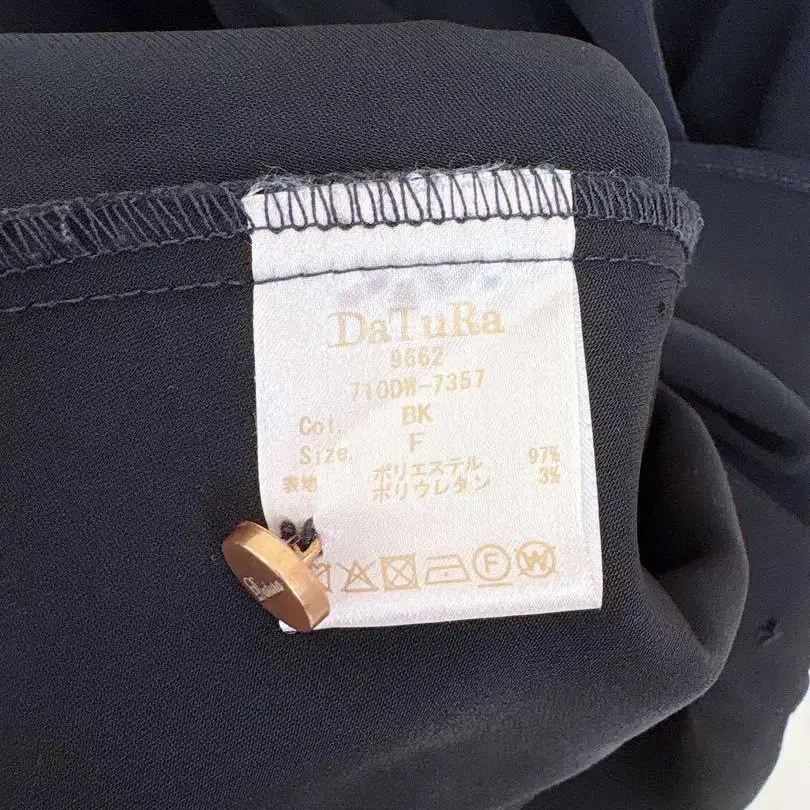 DaTuRa
9662
710DW-7357
Col. BK
Size. F
表地 ポリエステル 97%
ポリウレタン 3%
F W